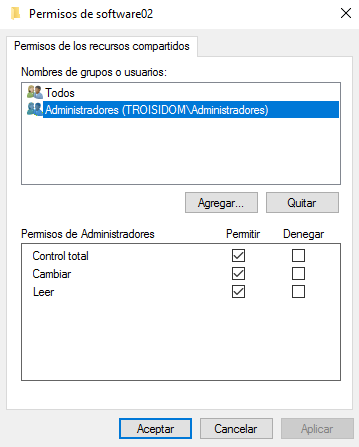 Permisos de software02
Permisos de los recursos compartidos
Nombres de grupos o usuarios:
Todos
Administradores (TROISIDOM\Administradores)
Agregar...
Quitar
Permisos de Administradores Permitir Denegar
Control total
Cambiar
Leer
Aceptar
Cancelar
Aplicar